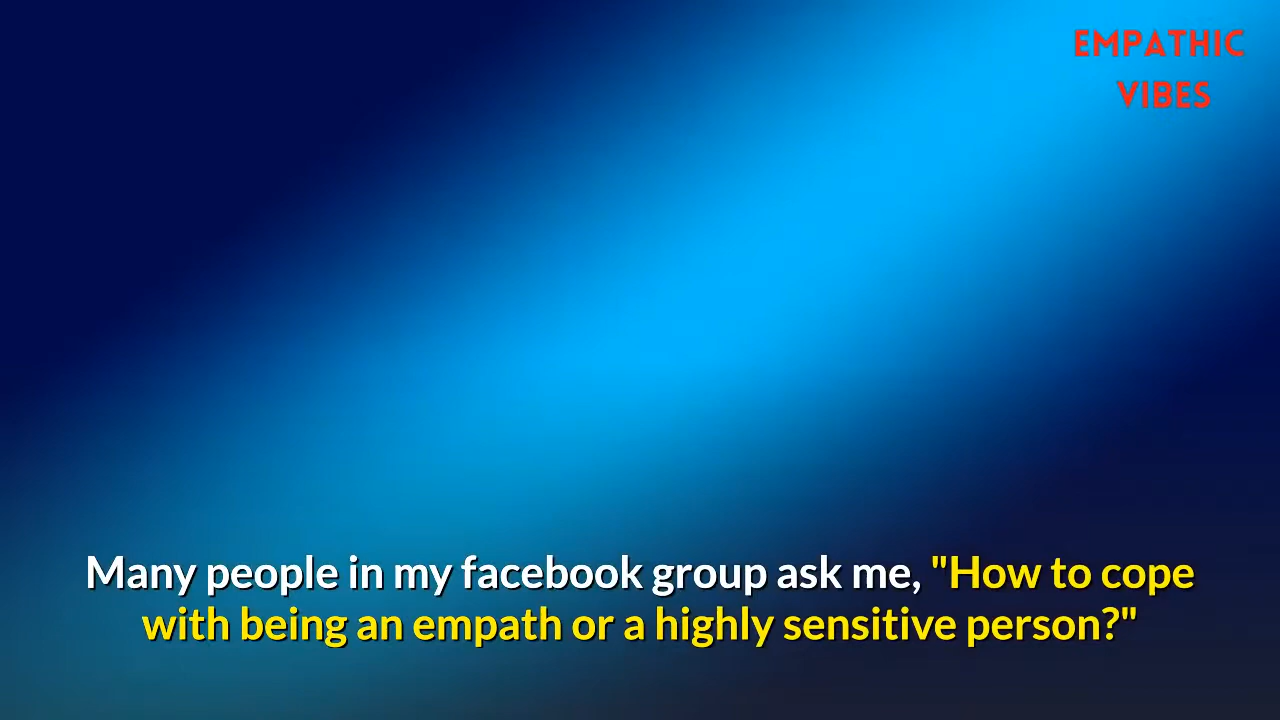 EMPATHIC
VIBES
Many people in my facebook group ask me, "How to cope
with being an empath or a highly sensitive person?"